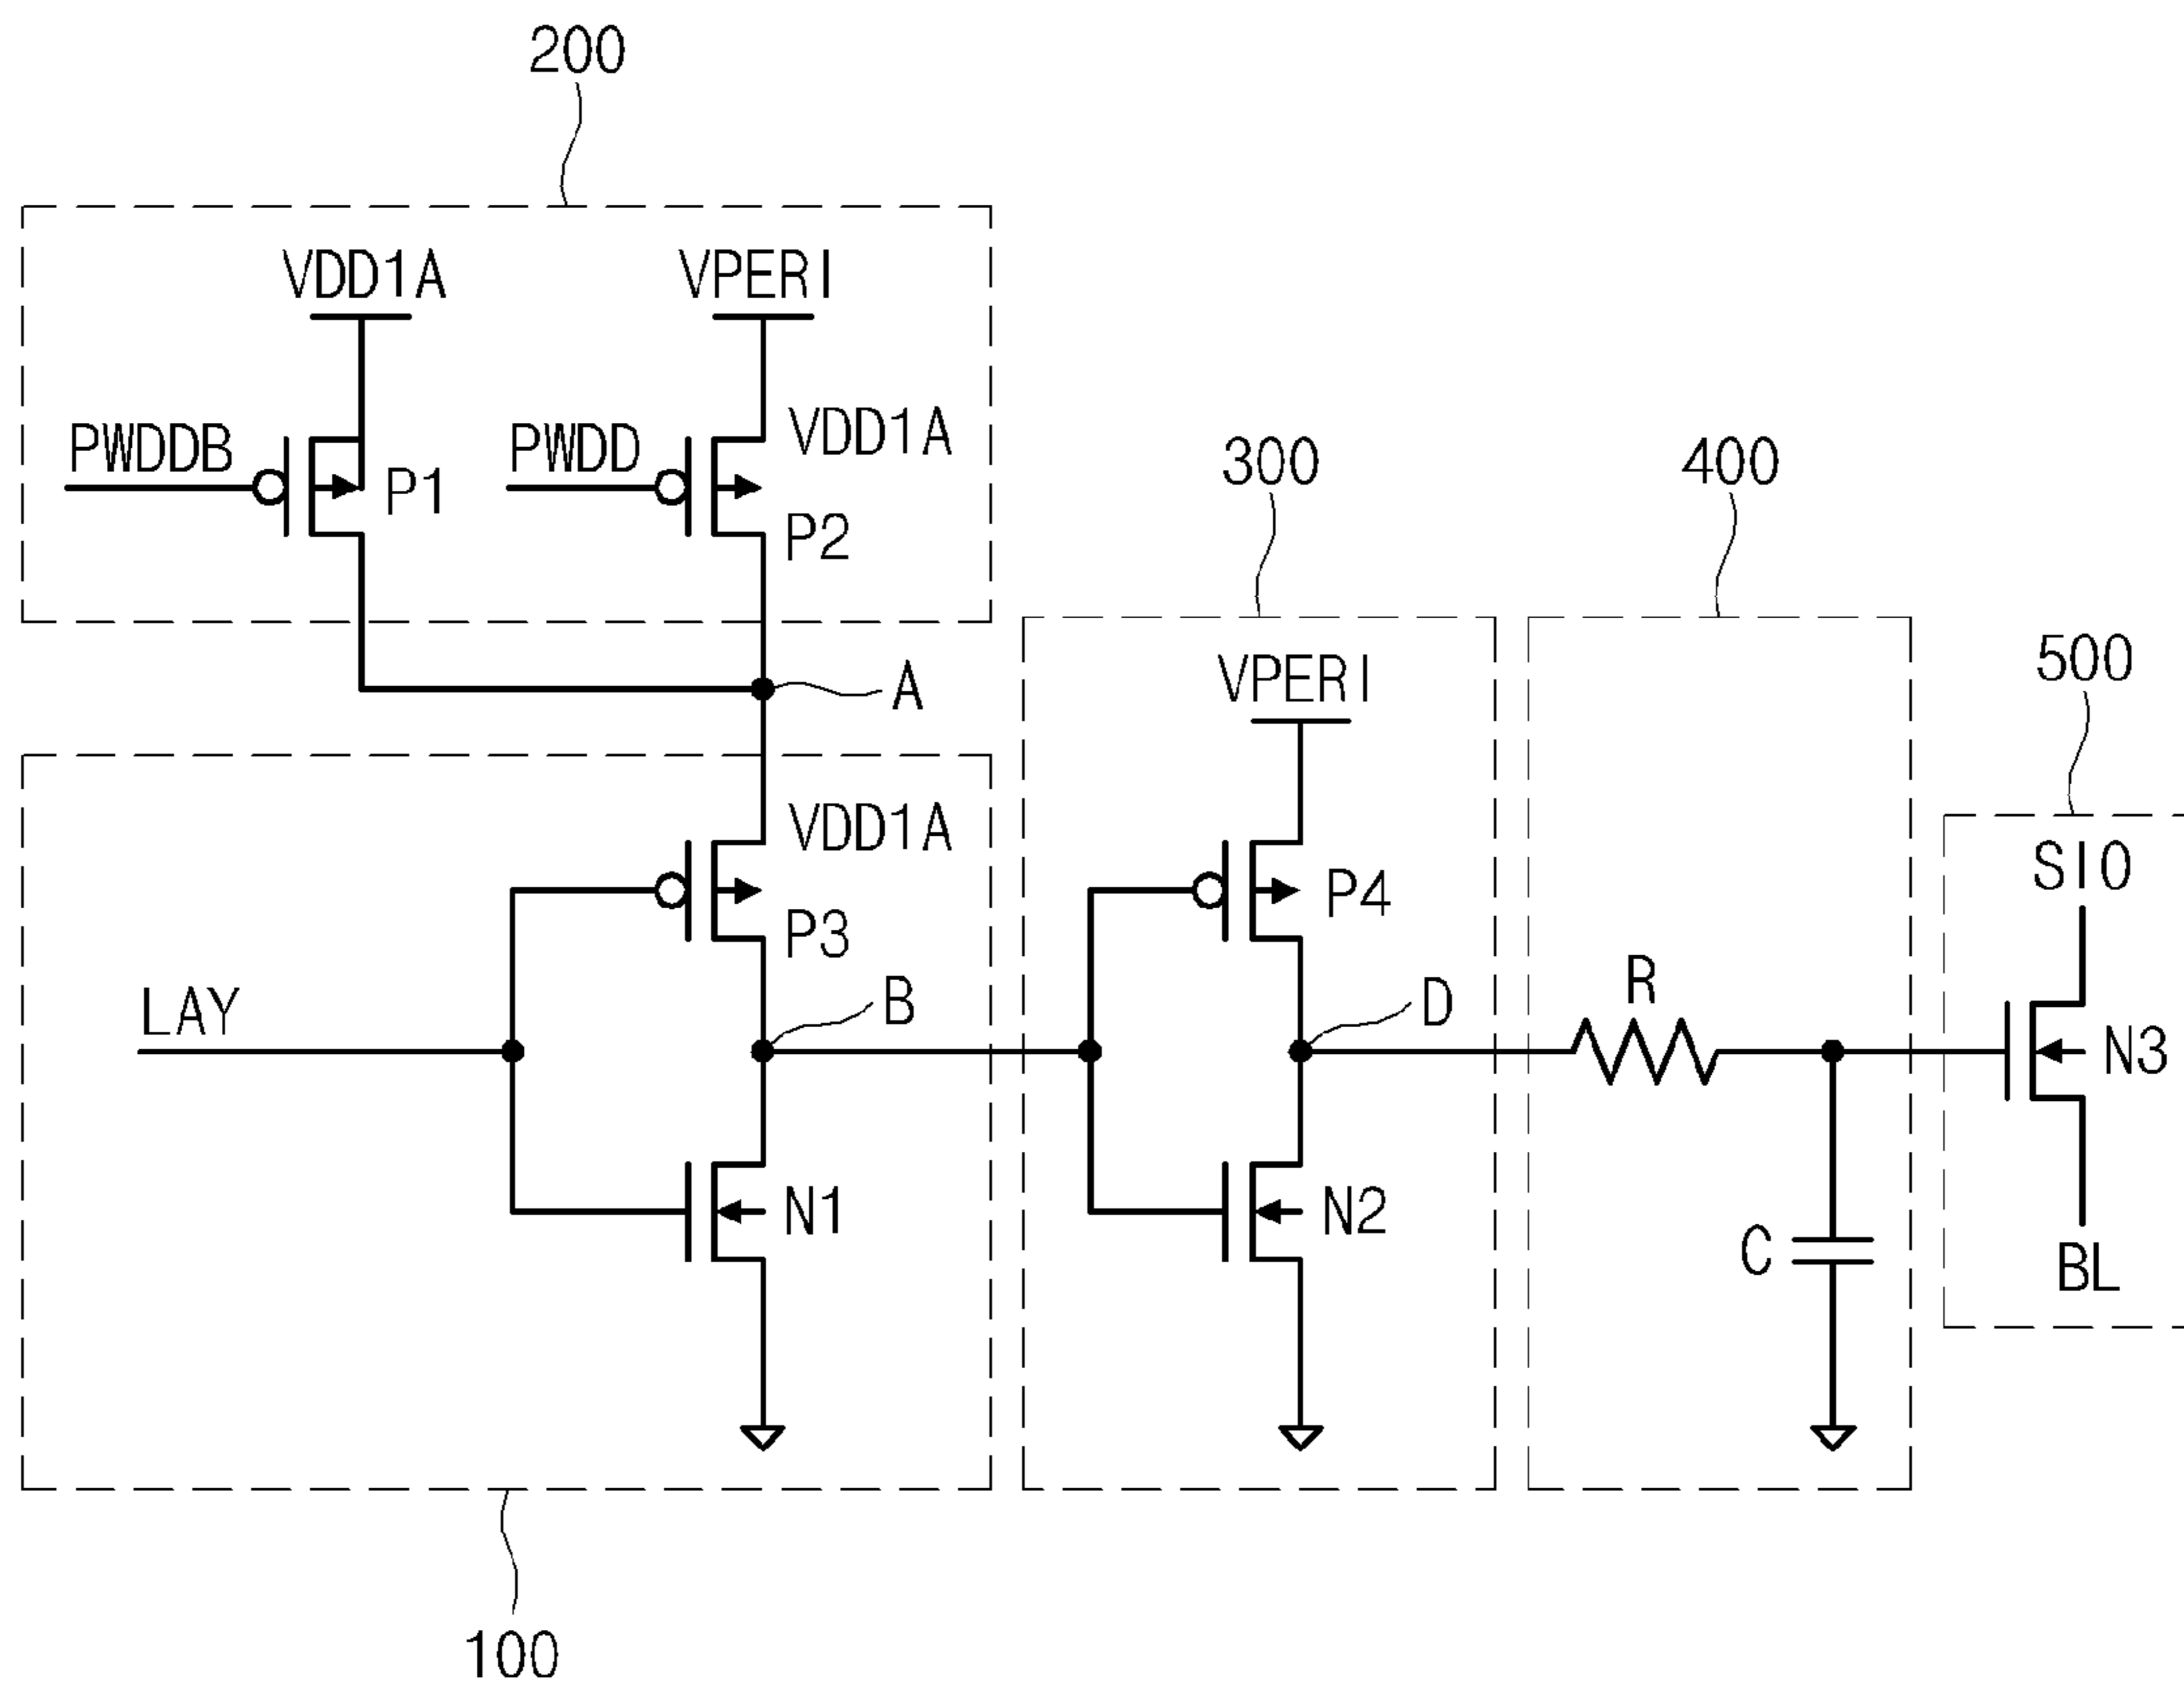 200
VDD1A
VPERI
PWDDB
P1
PWDD
VDD1A
P2
300
400
A
VPERI
500
VDD1A
P3
P4
SIO
LAY
B
D
R
N3
N1
N2
C
BL
100